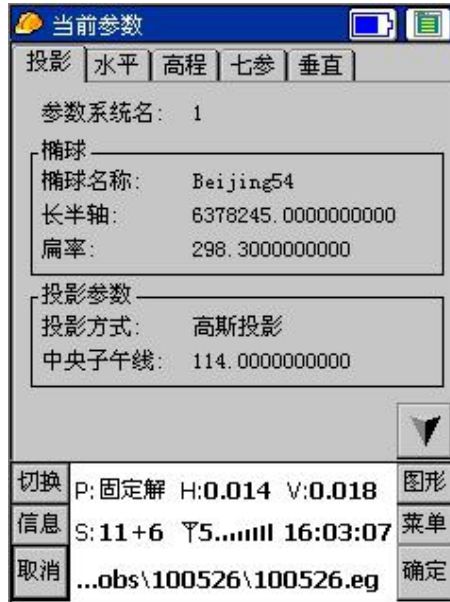 当前参数
投影 水平 高程 七参 垂直
参数系统名: 1
椭球
椭球名称: Beijing54
长半轴: 6378245.0000000000
扁率: 298.3000000000
投影参数
投影方式: 高斯投影
中央子午线: 114.0000000000
切换 P:固定解 H:0.014 V:0.018 图形
信息 S:11+6 5 16:03:07 菜单
取消 ...obs\100526\100526.eg 确定